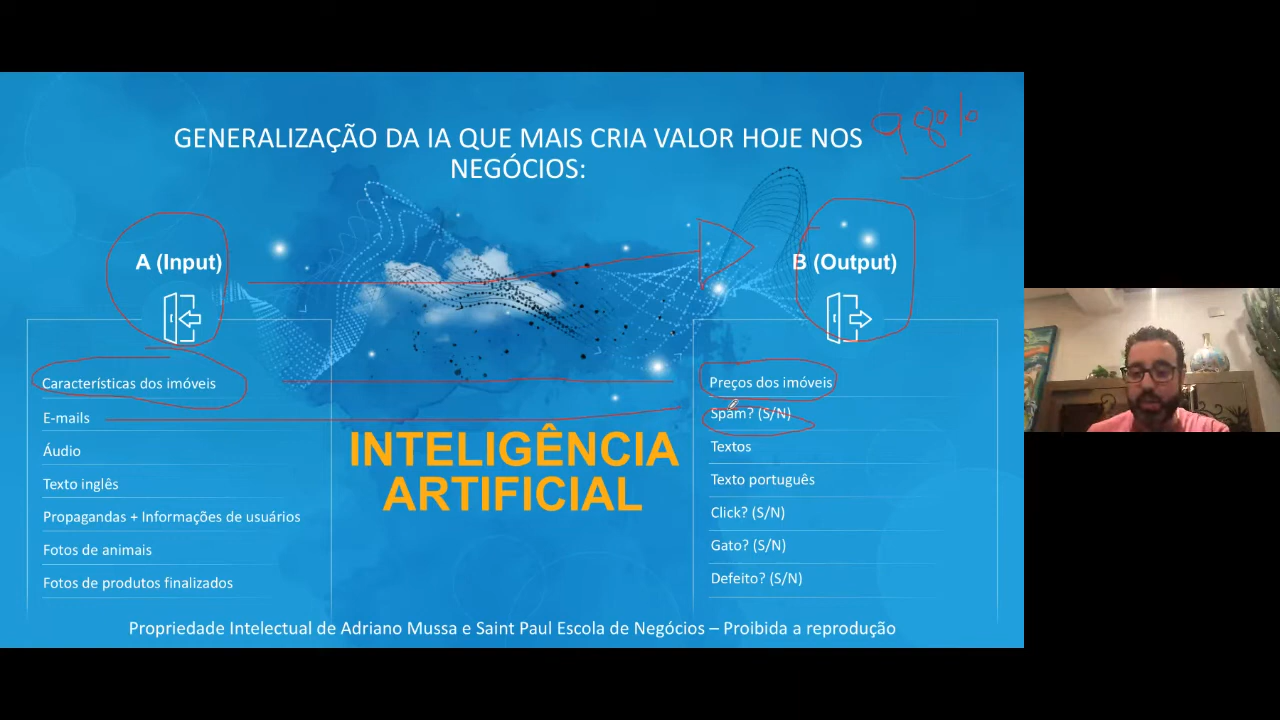 GENERALIZAÇÃO DA IA QUE MAIS CRIA VALOR HOJE NOS
NEGÓCIOS:
A (Input)
B (Output)
Características dos imóveis
Preços dos imóveis
E-mails
Spam? (S/N)
Áudio
Textos
Texto inglês
Texto português
Propagandas + Informações de usuários
Click? (S/N)
Fotos de animais
Gato? (S/N)
Fotos de produtos finalizados
Defeito? (S/N)
INTELIGÊNCIA
ARTIFICIAL
Propriedade Intelectual de Adriano Mussa e Saint Paul Escola de Negócios – Proibida a reprodução